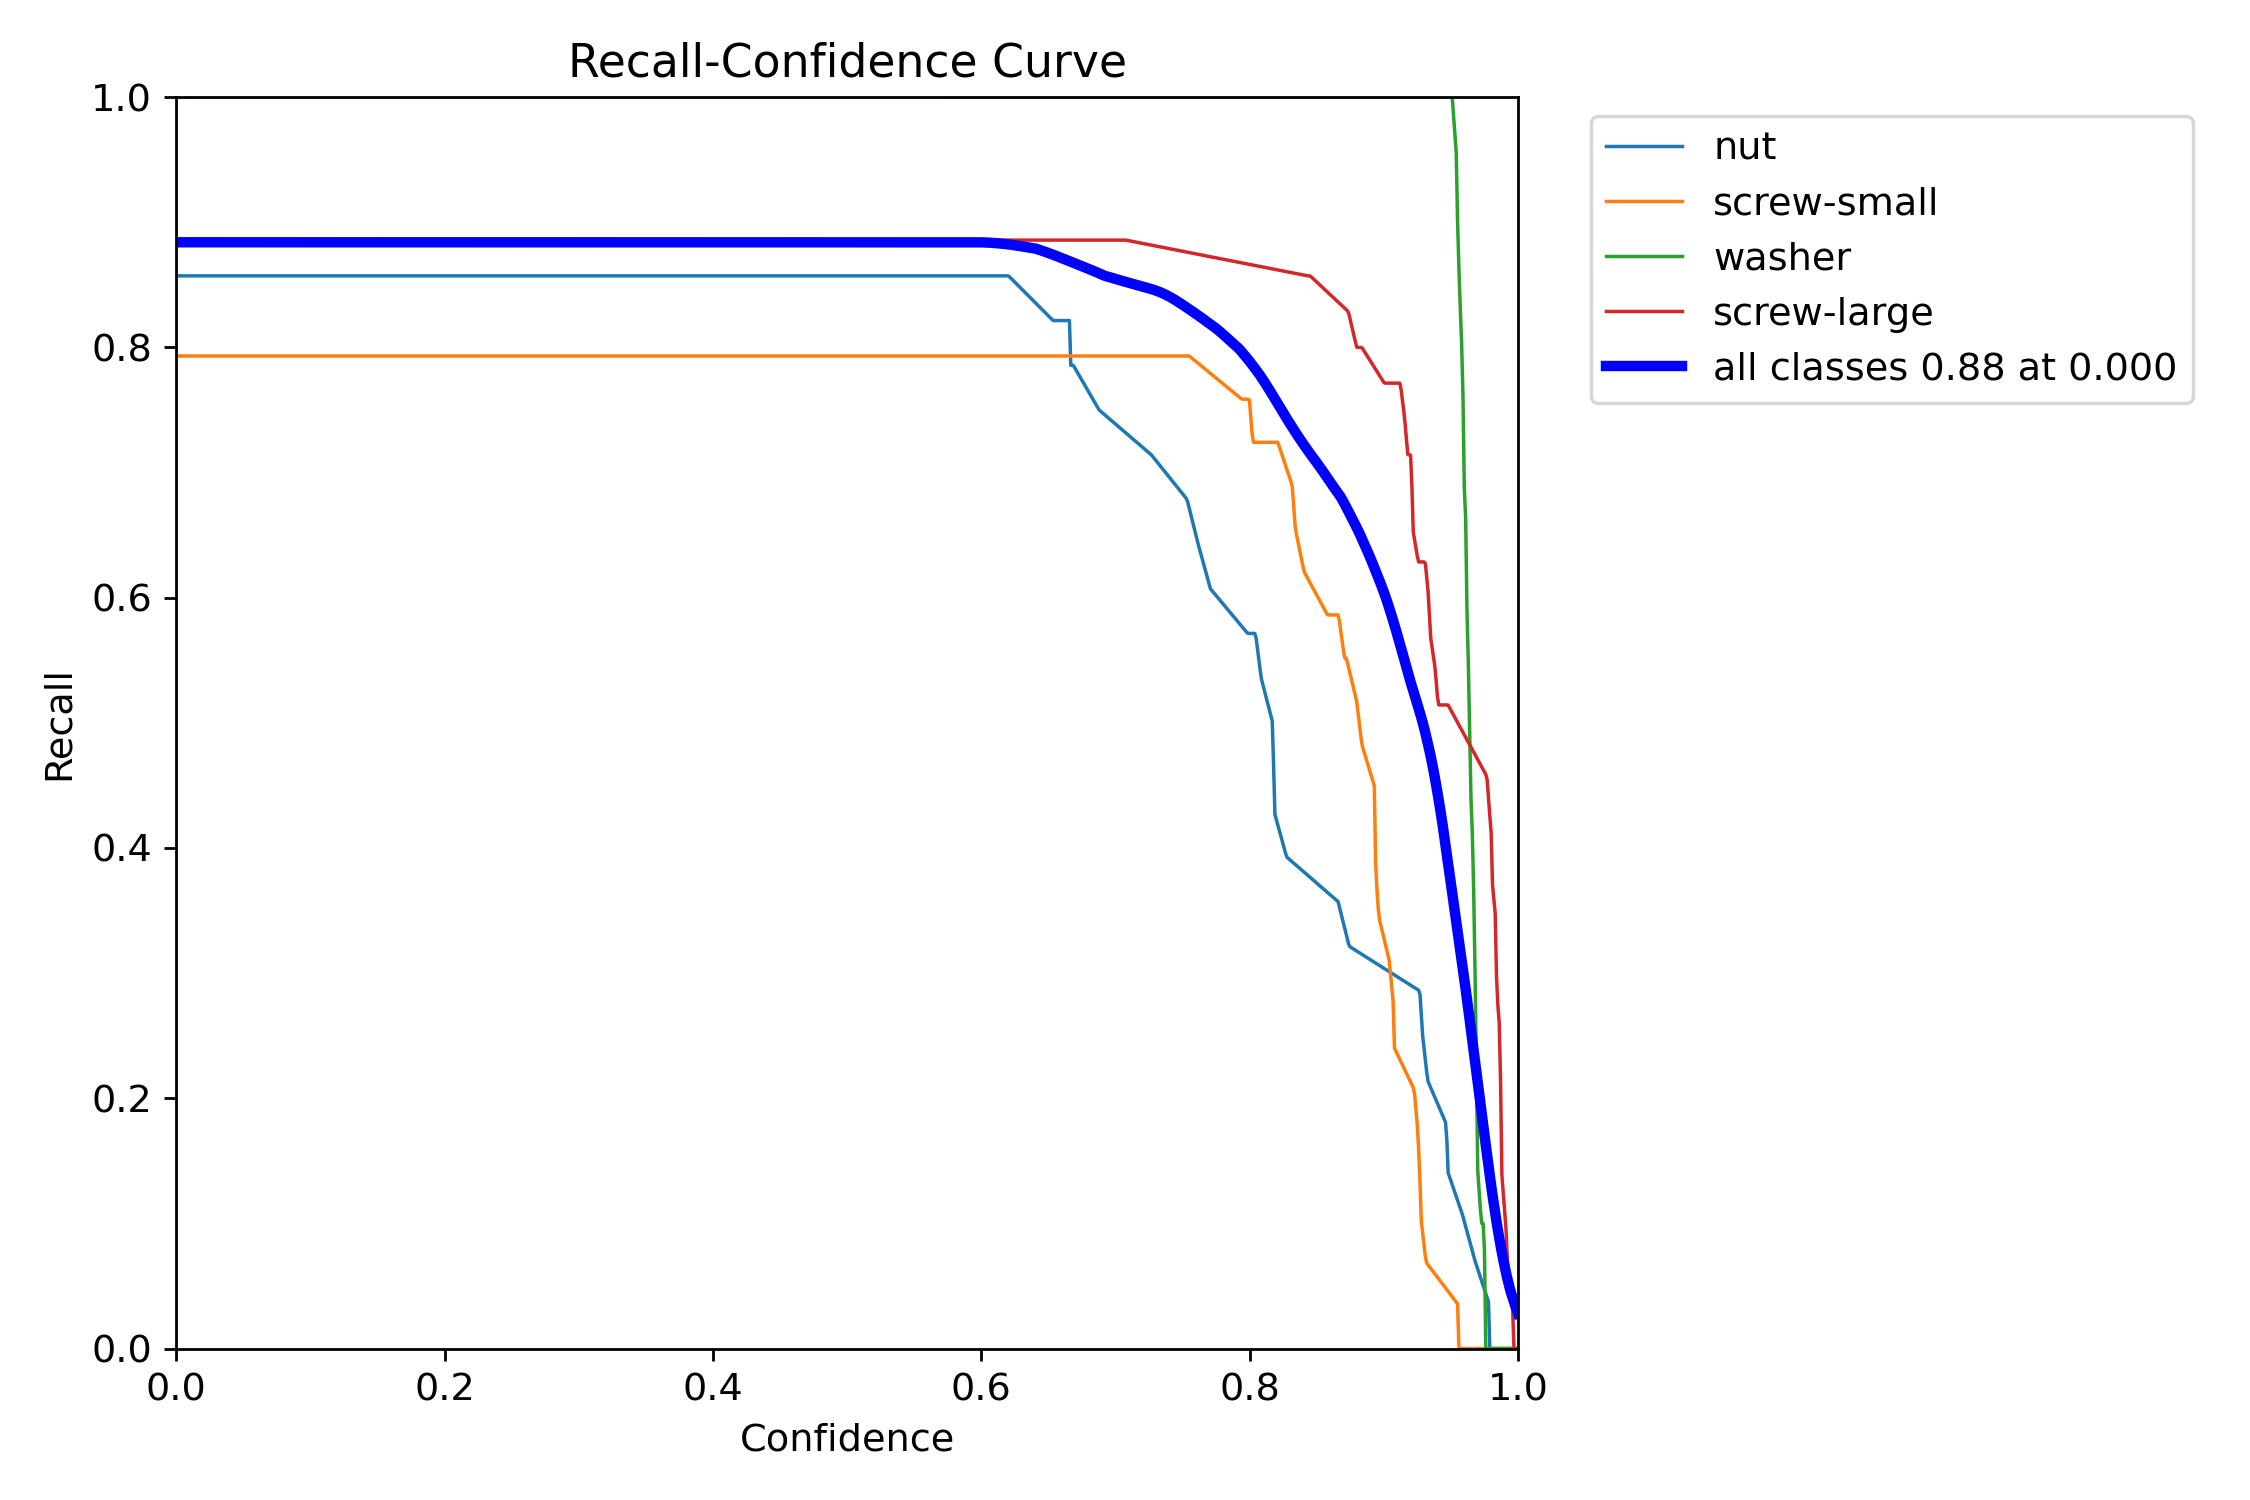 Recall-Confidence Curve
1.0
0.8
0.6
0.4
0.2
0.0
Recall
0.0 0.2 0.4 0.6 0.8 1.0
Confidence
nut
screw-small
washer
screw-large
all classes 0.88 at 0.000